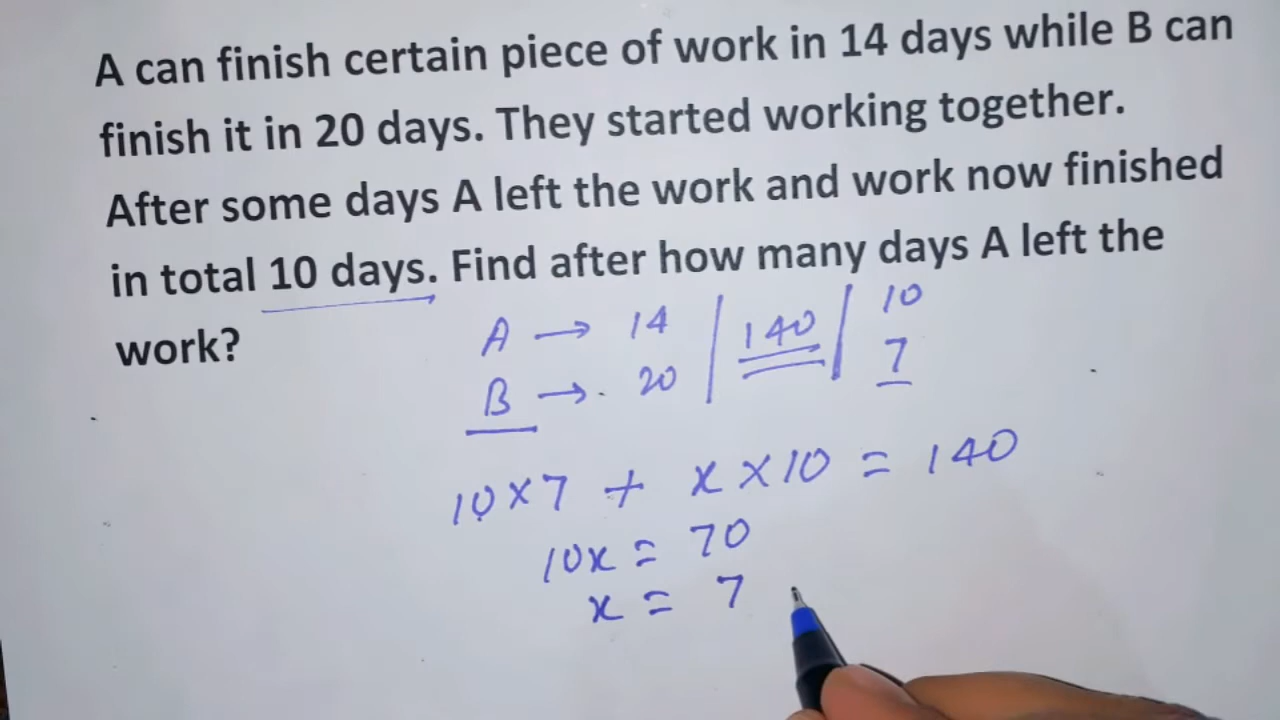 A can finish certain piece of work in 14 days while B can
finish it in 20 days. They started working together.
After some days A left the work and work now finished
in total 10 days. Find after how many days A left the
work?
A → 14 | 140 | 10
B → 20 7
10 × 7 + x × 10 = 140
10x = 70
x = 7